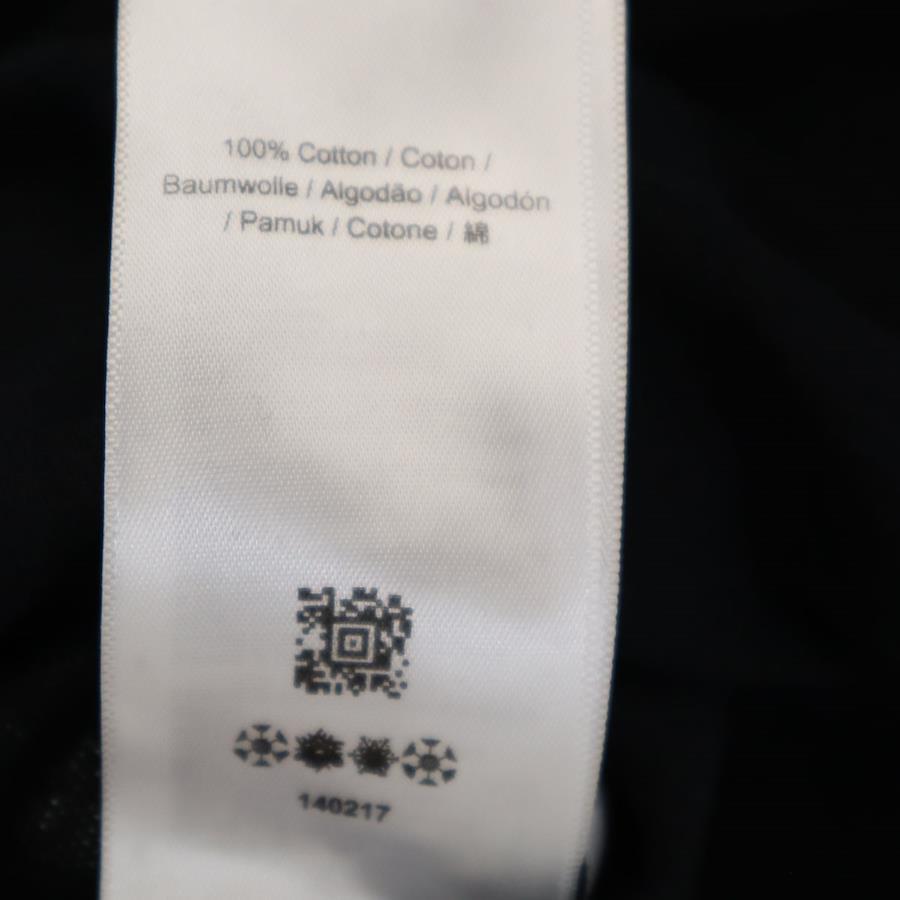 100% Cotton / Coton /
Baumwolle / Algodão / Algodón
/ Pamuk / Cotone / 綿
140217